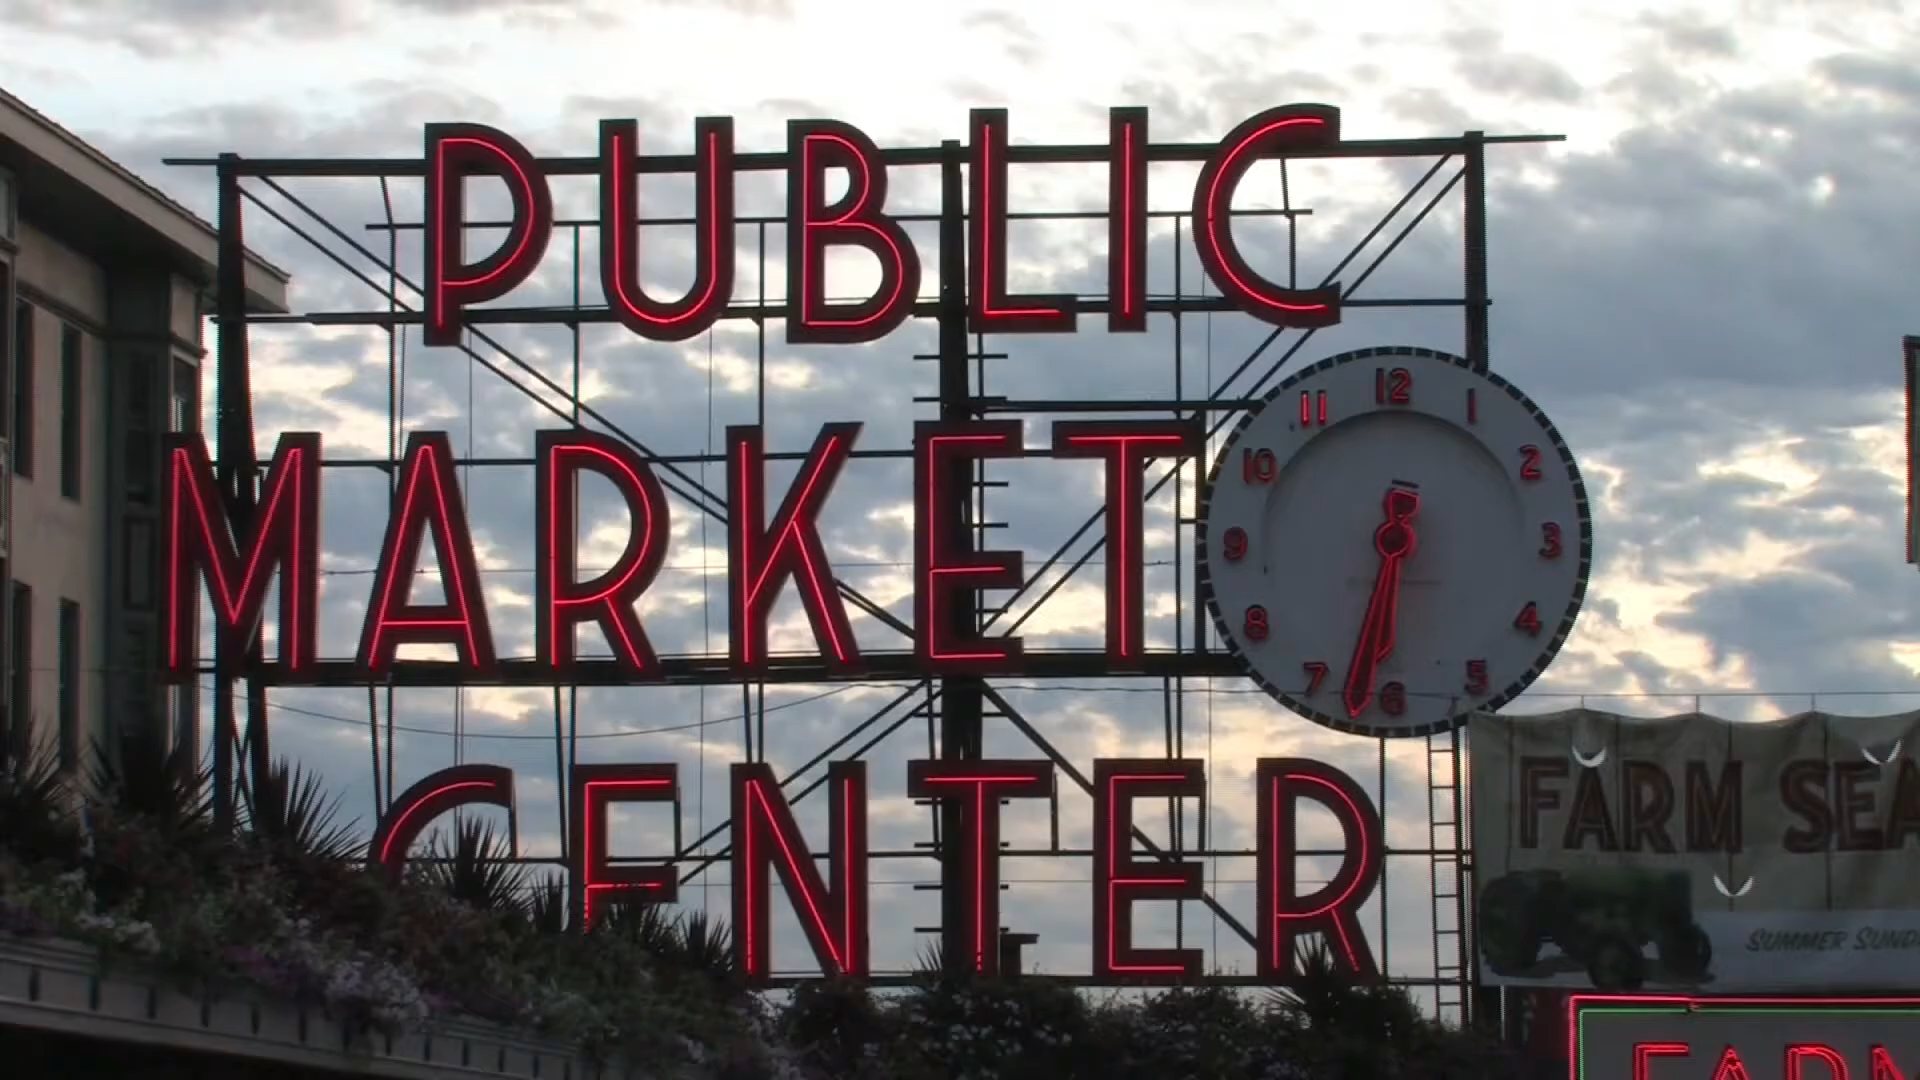 PUBLIC
MARKET
CENTER
12
1
2
3
4
5
6
7
8
9
10
11
FARM SEA
SUMMER SUND
FARM